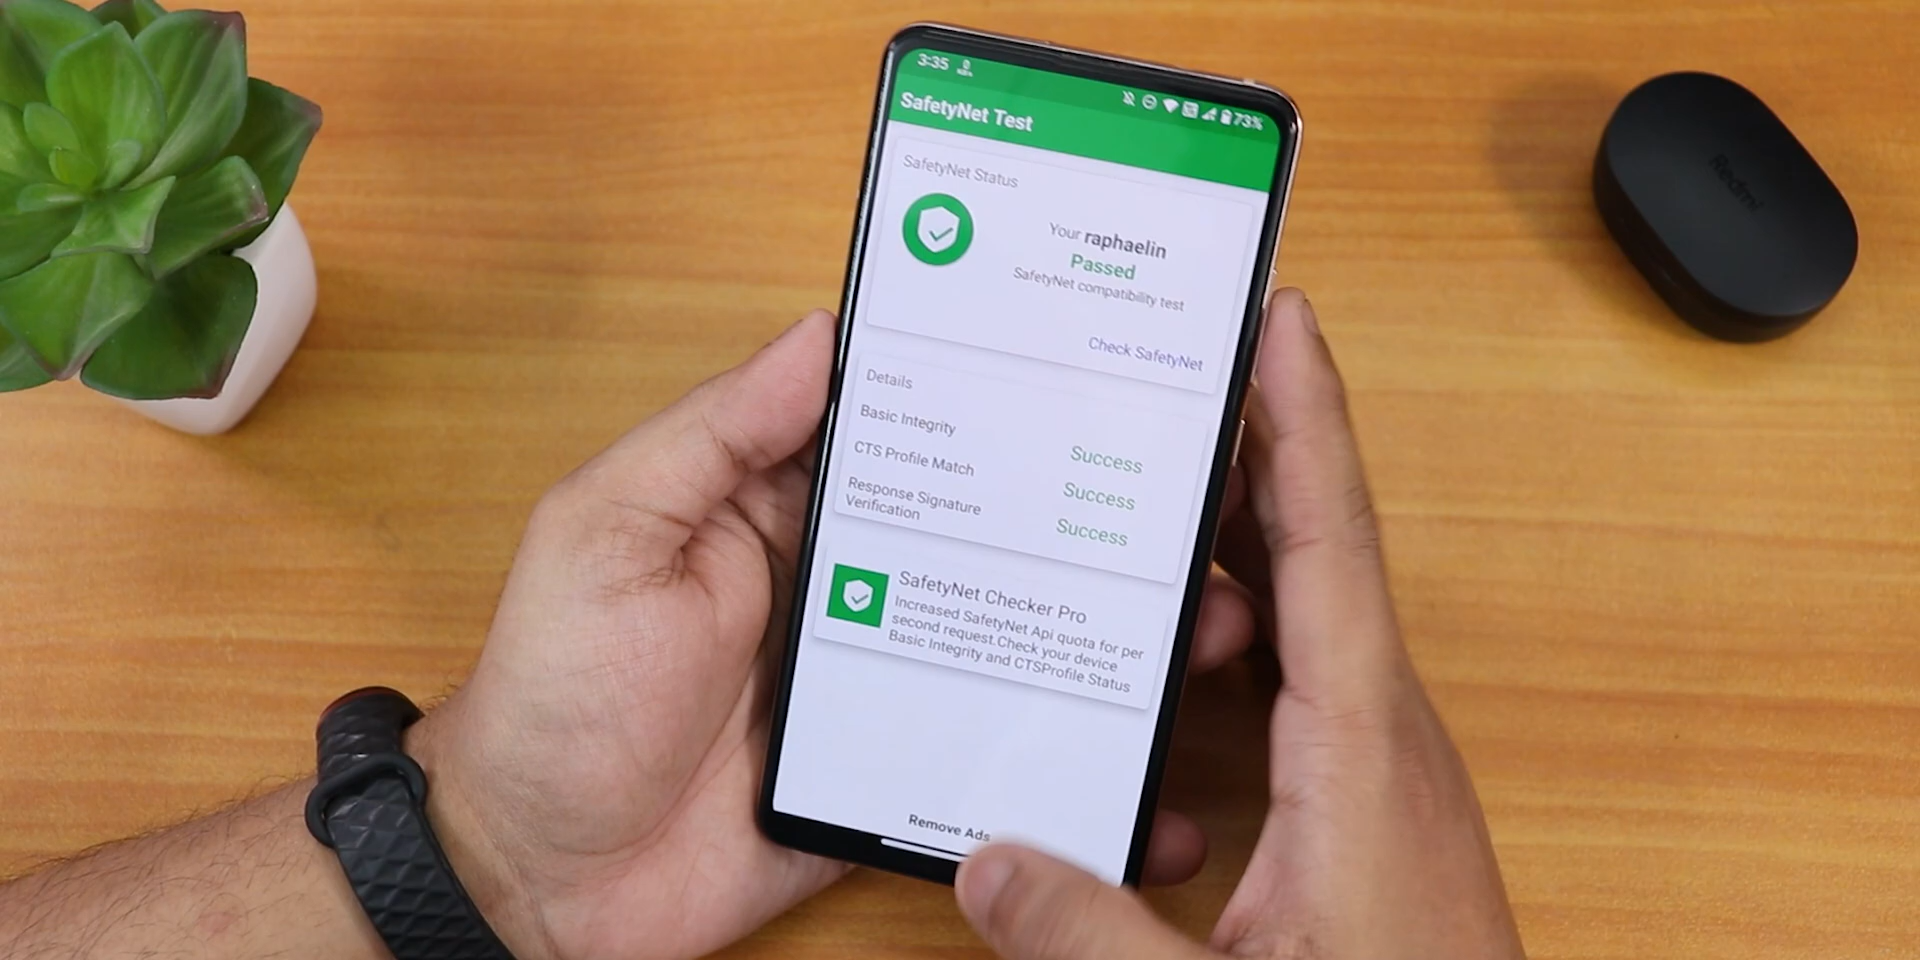 3:35
73%
SafetyNet Test
SafetyNet Status
Your raphaelin
Passed
SafetyNet compatibility test
Check SafetyNet
Details
Basic Integrity
Success
CTS Profile Match
Success
Response Signature
Verification
Success
SafetyNet Checker Pro
Increased SafetyNet Api quota for per
second request.Check your device
Basic Integrity and CTSProfile Status
Remove Ads
Redmi